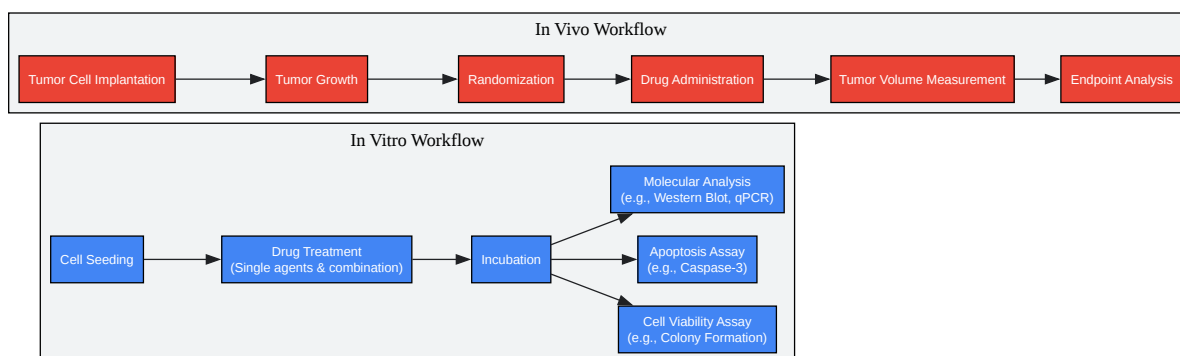 In Vivo Workflow
Tumor Cell Implantation
Tumor Growth
Randomization
Drug Administration
Tumor Volume Measurement
Endpoint Analysis
In Vitro Workflow
Cell Seeding
Drug Treatment
(Single agents & combination)
Incubation
Molecular Analysis
(e.g., Western Blot, qPCR)
Apoptosis Assay
(e.g., Caspase-3)
Cell Viability Assay
(e.g., Colony Formation)